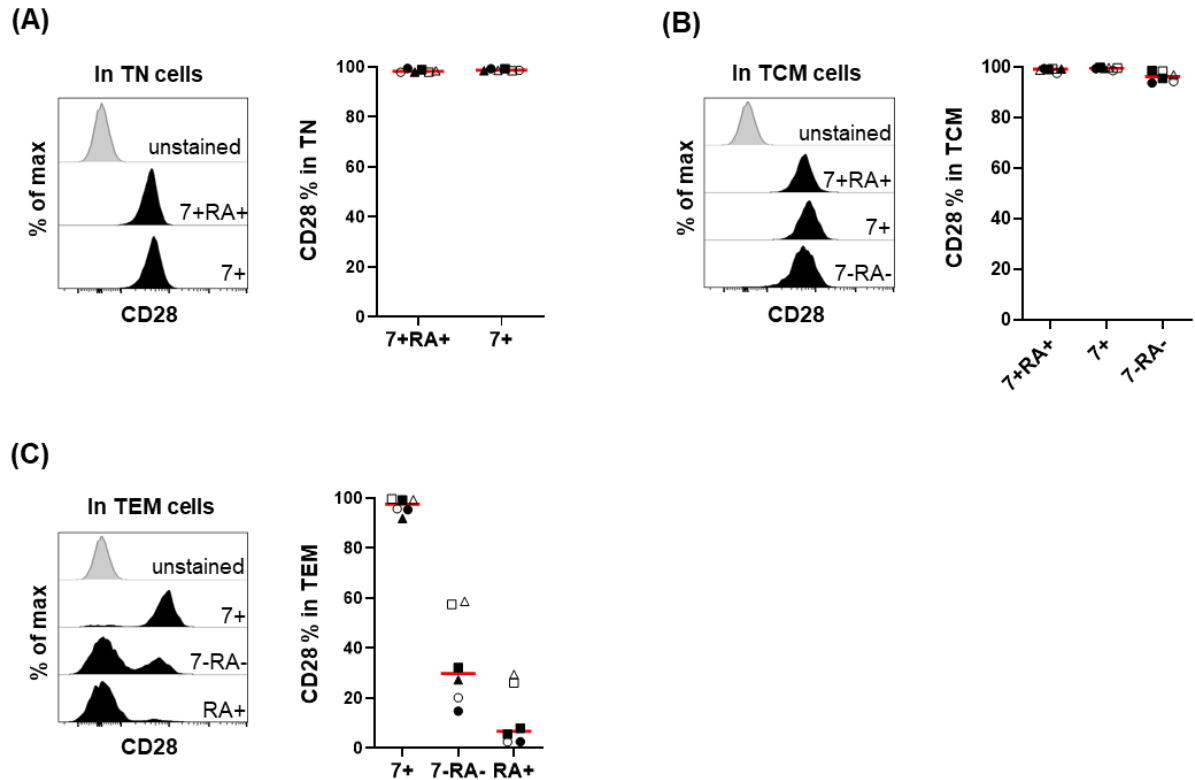 (A)
In TN cells
% of max
unstained
7+RA+
7+
CD28
CD28 % in TN
100
80
60
40
20
0
7+RA+ 7+
(B)
In TCM cells
% of max
unstained
7+RA+
7+
7-RA-
CD28
CD28 % in TCM
100
80
60
40
20
0
7+RA+ 7+ 7-RA-
(C)
In TEM cells
% of max
unstained
7+
7-RA-
RA+
CD28
CD28 % in TEM
100
80
60
40
20
0
7+ 7-RA- RA+